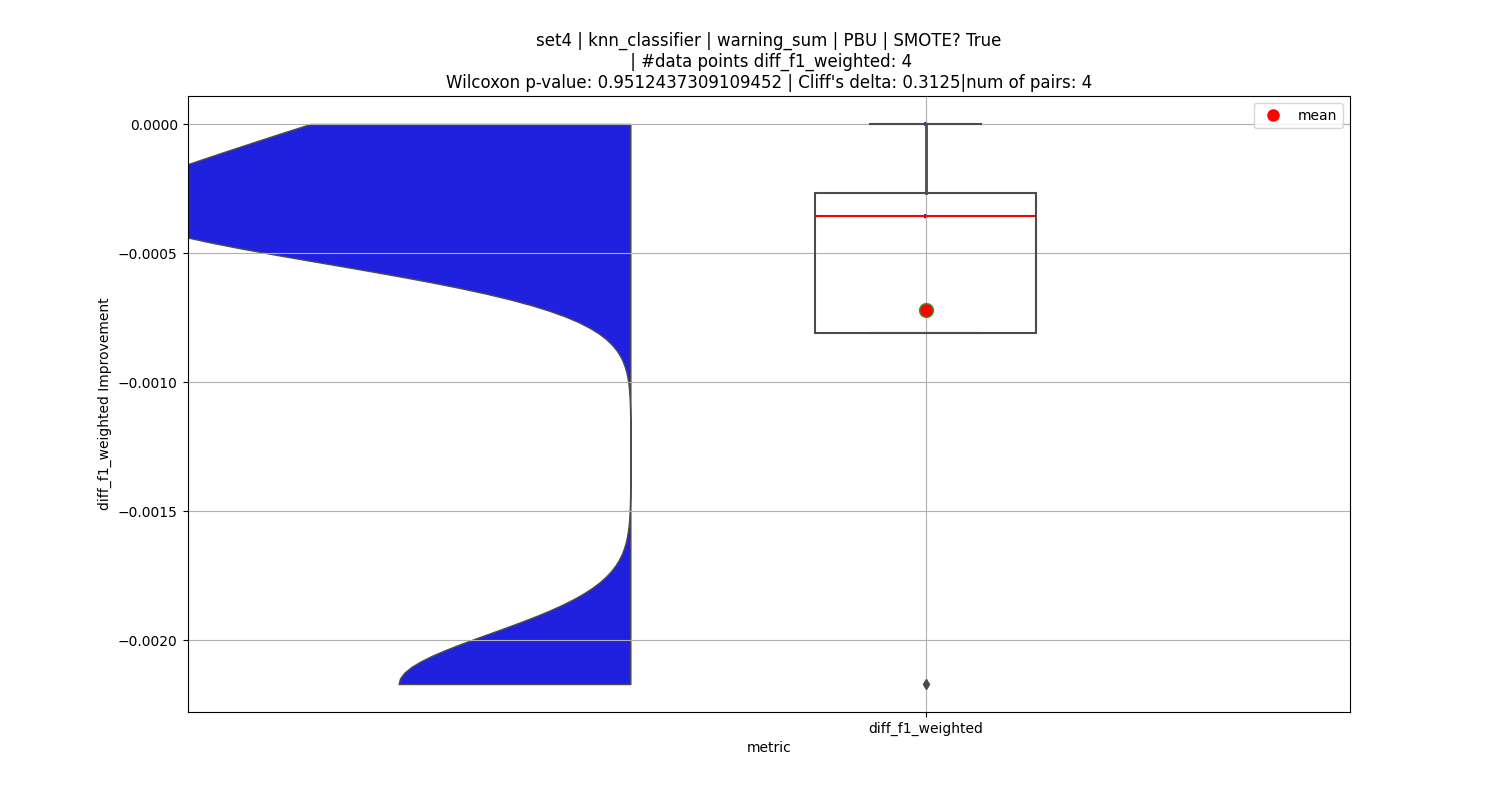 set4 | knn_classifier | warning_sum | PBU | SMOTE? True
| #data points diff_f1_weighted: 4
Wilcoxon p-value: 0.9512437309109452 | Cliff's delta: 0.3125|num of pairs: 4
mean
0.0000
−0.0005
−0.0010
−0.0015
−0.0020
diff_f1_weighted Improvement
diff_f1_weighted
metric